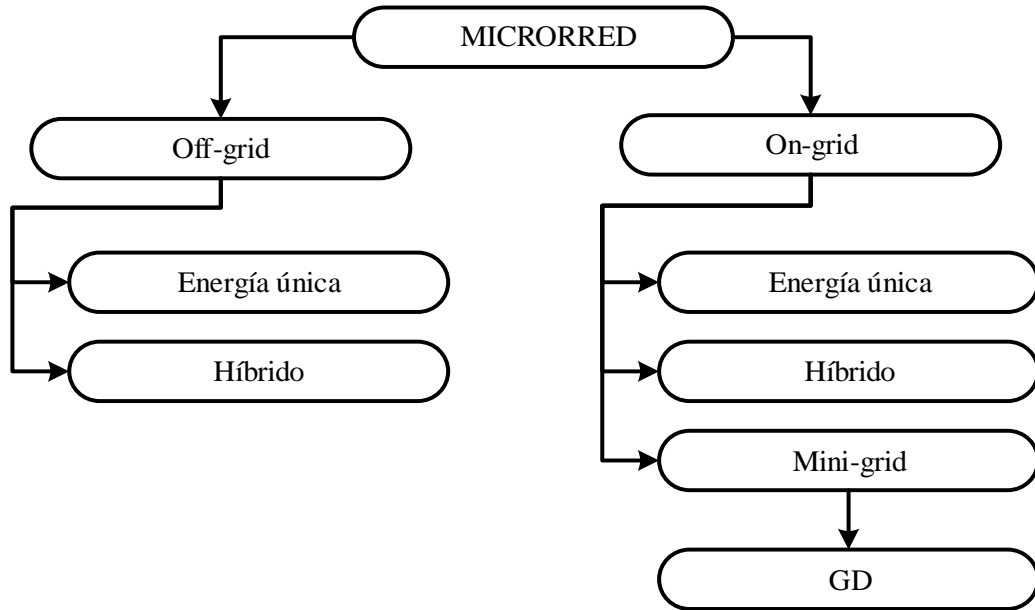 MICRORRED
Off-grid
On-grid
Energía única
Energía única
Híbrido
Híbrido
Mini-grid
GD